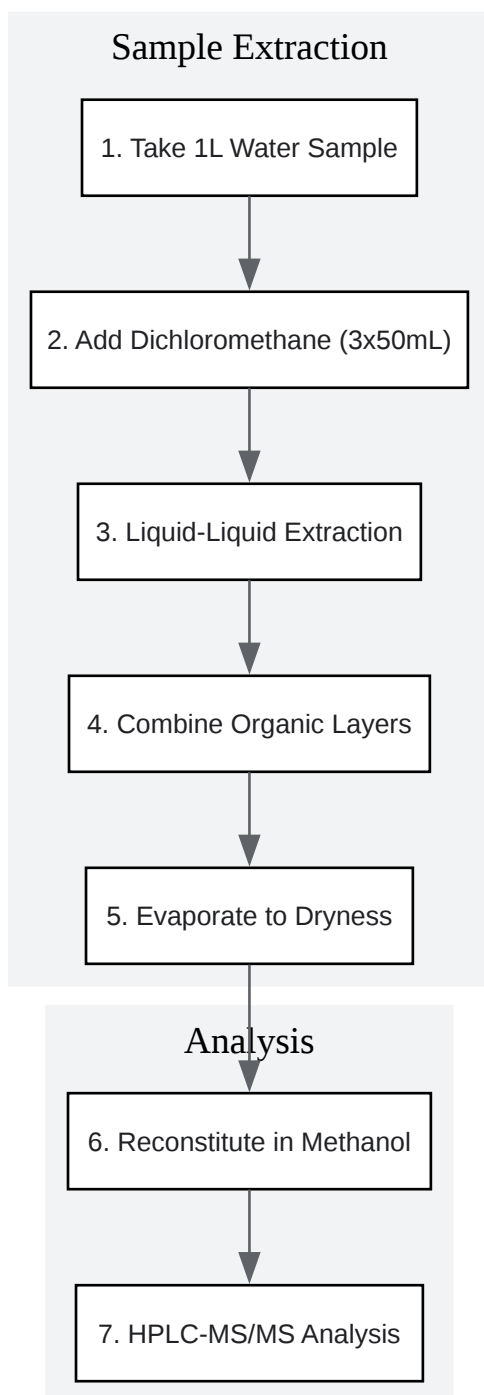 Sample Extraction
1. Take 1L Water Sample
2. Add Dichloromethane (3x50mL)
3. Liquid-Liquid Extraction
4. Combine Organic Layers
5. Evaporate to Dryness
Analysis
6. Reconstitute in Methanol
7. HPLC-MS/MS Analysis